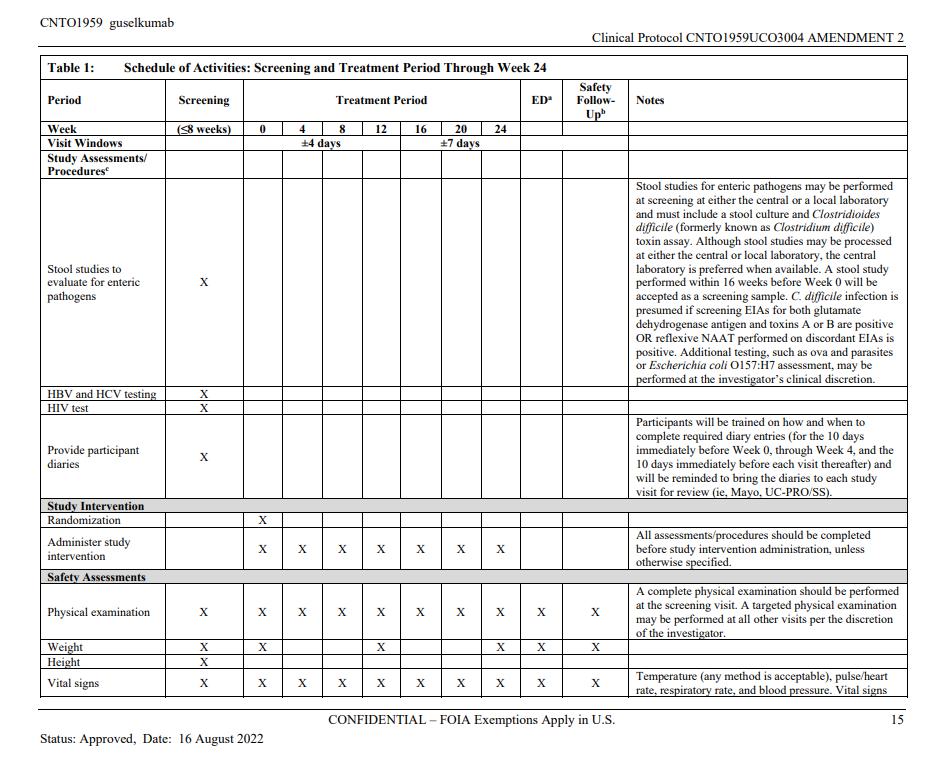 CNTO1959 guselkumab
Clinical Protocol CNTO1959UCO3004 AMENDMENT 2
Table 1: Schedule of Activities: Screening and Treatment Period Through Week 24
Period Screening Treatment Period EDa Safety Follow-Upb Notes
Week (≤8 weeks) 0 4 8 12 16 20 24
Visit Windows ±4 days ±7 days
Study Assessments/
Proceduresc
Stool studies to
evaluate for enteric
pathogens
X
Stool studies for enteric pathogens may be performed
at screening at either the central or a local laboratory
and must include a stool culture and Clostridioides
difficile (formerly known as Clostridium difficile)
toxin assay. Although stool studies may be processed
at either the central or local laboratory, the central
laboratory is preferred when available. A stool study
performed within 16 weeks before Week 0 will be
accepted as a screening sample. C. difficile infection is
presumed if screening EIAs for both glutamate
dehydrogenase antigen and toxins A or B are positive
OR reflexive NAAT performed on discordant EIAs is
positive. Additional testing, such as ova and parasites
or Escherichia coli O157:H7 assessment, may be
performed at the investigator's clinical discretion.
HBV and HCV testing X
HIV test X
Provide participant
diaries
X
Participants will be trained on how and when to
complete required diary entries (for the 10 days
immediately before Week 0, through Week 4, and the
10 days immediately before each visit thereafter) and
will be reminded to bring the diaries to each study
visit for review (ie, Mayo, UC-PRO/SS).
Study Intervention
Randomization X
Administer study
intervention
X X X X X X X
All assessments/procedures should be completed
before study intervention administration, unless
otherwise specified.
Safety Assessments
Physical examination X X X X X X X X X X
A complete physical examination should be performed
at the screening visit. A targeted physical examination
may be performed at all other visits per the discretion
of the investigator.
Weight X X X X X X
Height X
Vital signs X X X X X X X X X X
Temperature (any method is acceptable), pulse/heart
rate, respiratory rate, and blood pressure. Vital signs
CONFIDENTIAL – FOIA Exemptions Apply in U.S. 15
Status: Approved, Date: 16 August 2022